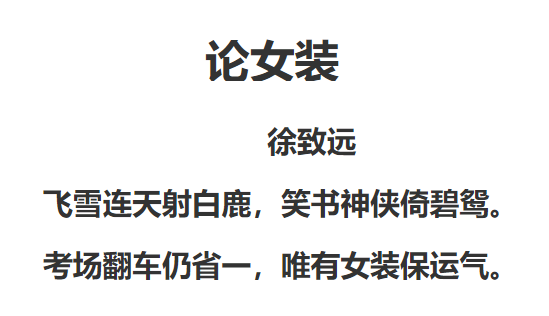 论女装
徐致远
飞雪连天射白鹿，笑书神侠倚碧鸳。
考场翻车仍省一，唯有女装保运气。